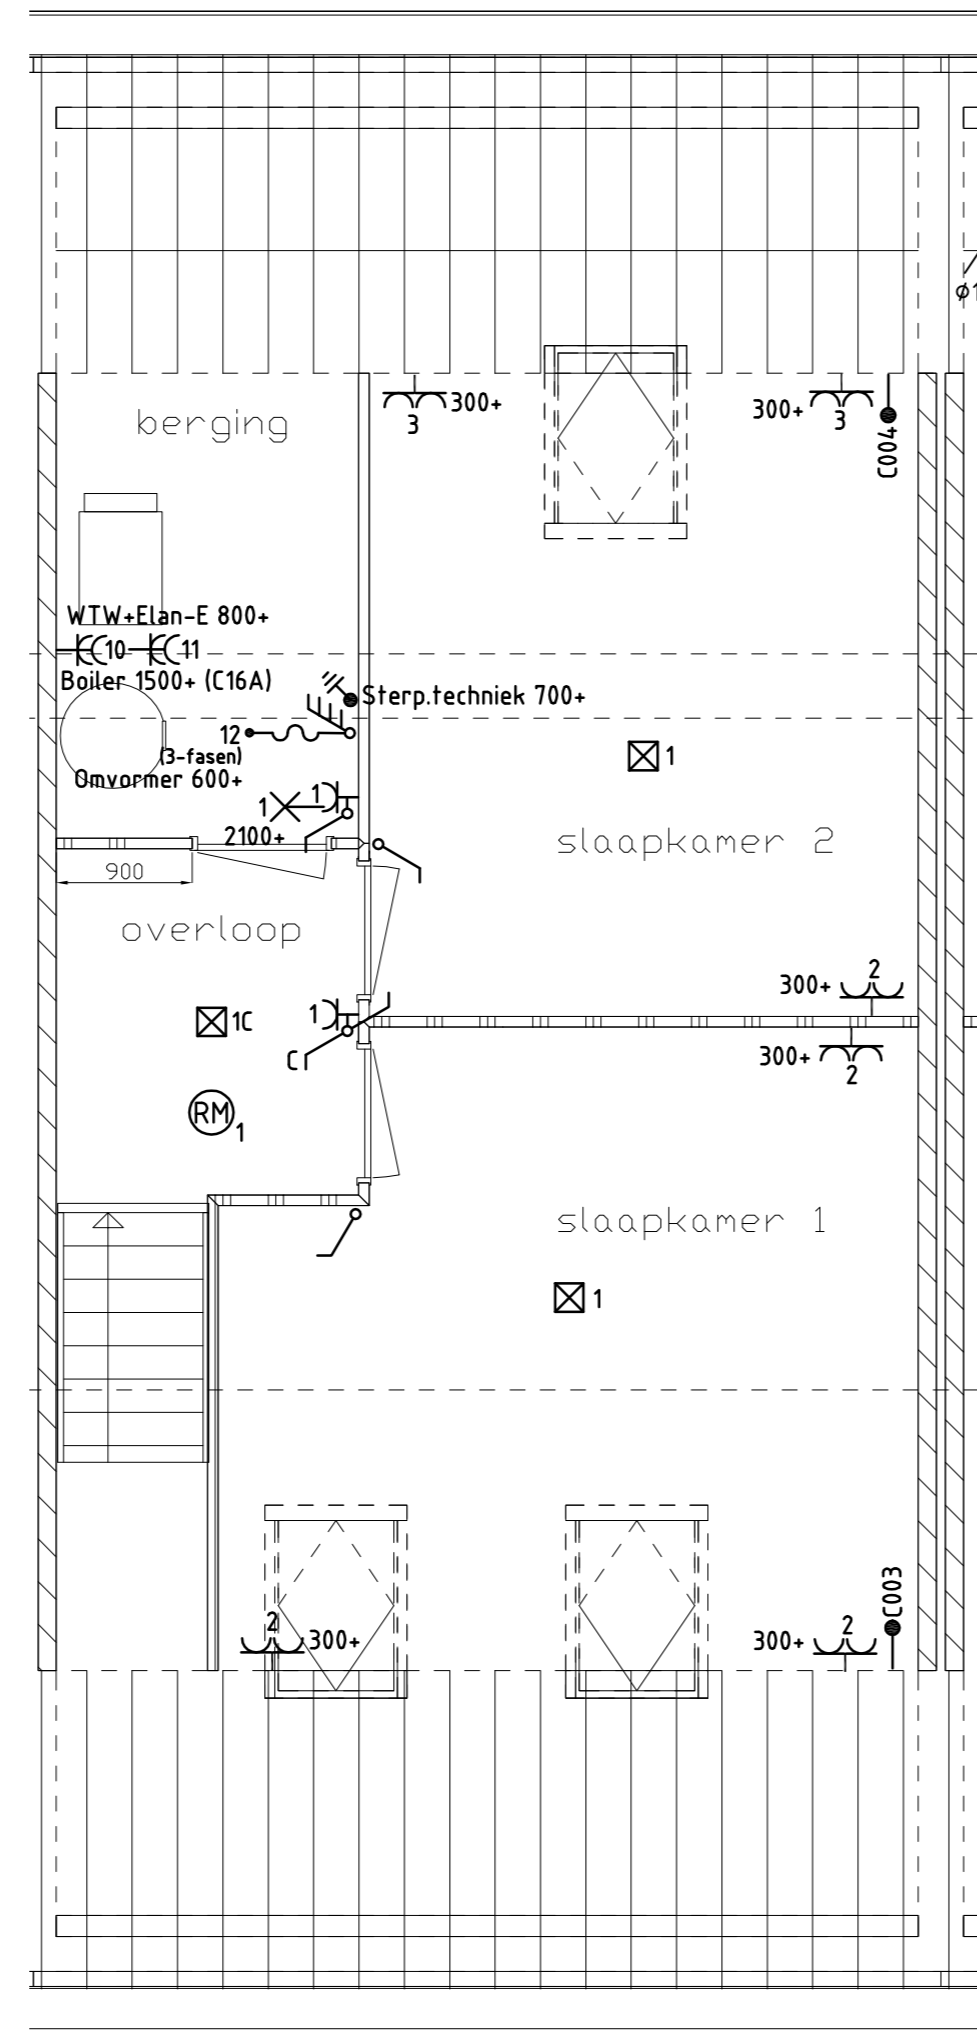 berging
300+
3
300+
3
C004
ø1
WTW+Elan-E 800+
10
11
Boiler 1500+ (C16A)
Sterp.techniek 700+
12
(3-fasen)
Omvormer 600+
1
1
2100+
1
slaapkamer 2
900
overloop
300+
2
1C
1
C
300+
2
RM
1
slaapkamer 1
1
2
300+
300+
2
C003